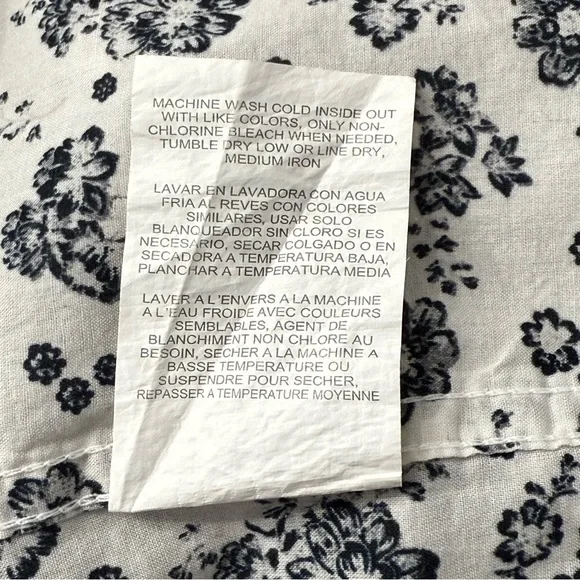 MACHINE WASH COLD INSIDE OUT
WITH LIKE COLORS, ONLY NON-
CHLORINE BLEACH WHEN NEEDED,
TUMBLE DRY LOW OR LINE DRY,
MEDIUM IRON
LAVAR EN LAVADORA CON AGUA
FRIA AL REVES CON COLORES
SIMILARES, USAR SOLO
BLANQUEADOR SIN CLORO SI ES
NECESARIO, SECAR COLGADO O EN
SECADORA A TEMPERATURA BAJA,
PLANCHAR A TEMPERATURA MEDIA
LAVER A L'ENVERS A LA MACHINE
A L'EAU FROIDE AVEC COULEURS
SEMBLABLES, AGENT DE
BLANCHIMENT NON CHLORE AU
BESOIN, SECHER A LA MACHINE A
BASSE TEMPERATURE OU
SUSPENDRE POUR SECHER,
REPASSER A TEMPERATURE MOYENNE